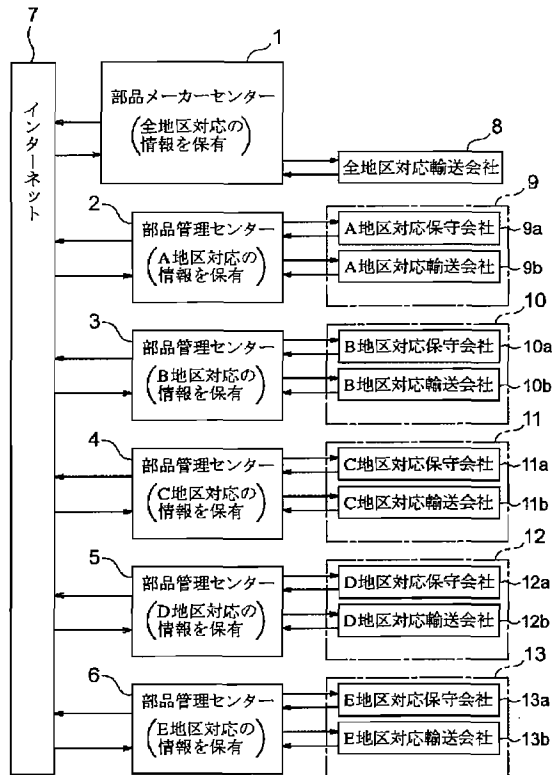 7
インターネット
1
部品メーカーセンター
(全地区対応の
情報を保有)
8
全地区対応輸送会社
2
部品管理センター
(A地区対応の
情報を保有)
9
A地区対応保守会社
9a
A地区対応輸送会社
9b
3
部品管理センター
(B地区対応の
情報を保有)
10
B地区対応保守会社
10a
B地区対応輸送会社
10b
4
部品管理センター
(C地区対応の
情報を保有)
11
C地区対応保守会社
11a
C地区対応輸送会社
11b
5
部品管理センター
(D地区対応の
情報を保有)
12
D地区対応保守会社
12a
D地区対応輸送会社
12b
6
部品管理センター
(E地区対応の
情報を保有)
13
E地区対応保守会社
13a
E地区対応輸送会社
13b